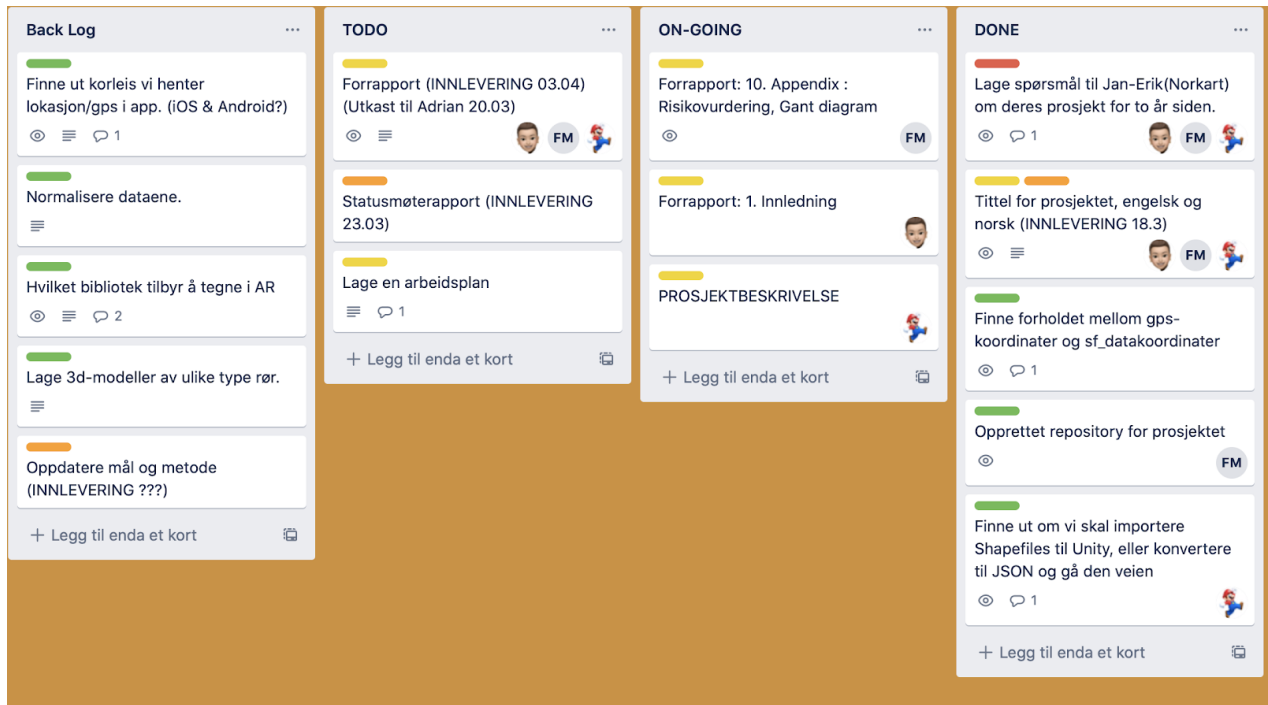 Back Log
Finne ut korleis vi henter
lokasjon/gps i app. (iOS & Android?)
1
Normalisere dataene.
Hvilket bibliotek tilbyr å tegne i AR
2
Lage 3d-modeller av ulike type rør.
Oppdatere mål og metode
(INNLEVERING ???)
+ Legg til enda et kort
TODO
Forrapport (INNLEVERING 03.04)
(Utkast til Adrian 20.03)
FM
Statusmøterapport (INNLEVERING
23.03)
Lage en arbeidsplan
1
+ Legg til enda et kort
ON-GOING
Forrapport: 10. Appendix :
Risikovurdering, Gant diagram
FM
Forrapport: 1. Innledning
PROSJEKTBESKRIVELSE
+ Legg til enda et kort
DONE
Lage spørsmål til Jan-Erik(Norkart)
om deres prosjekt for to år siden.
1 FM
Tittel for prosjektet, engelsk og
norsk (INNLEVERING 18.3)
FM
Finne forholdet mellom gps-
koordinater og sf_datakoordinater
1
Opprettet repository for prosjektet
FM
Finne ut om vi skal importere
Shapefiles til Unity, eller konvertere
til JSON og gå den veien
1
+ Legg til enda et kort